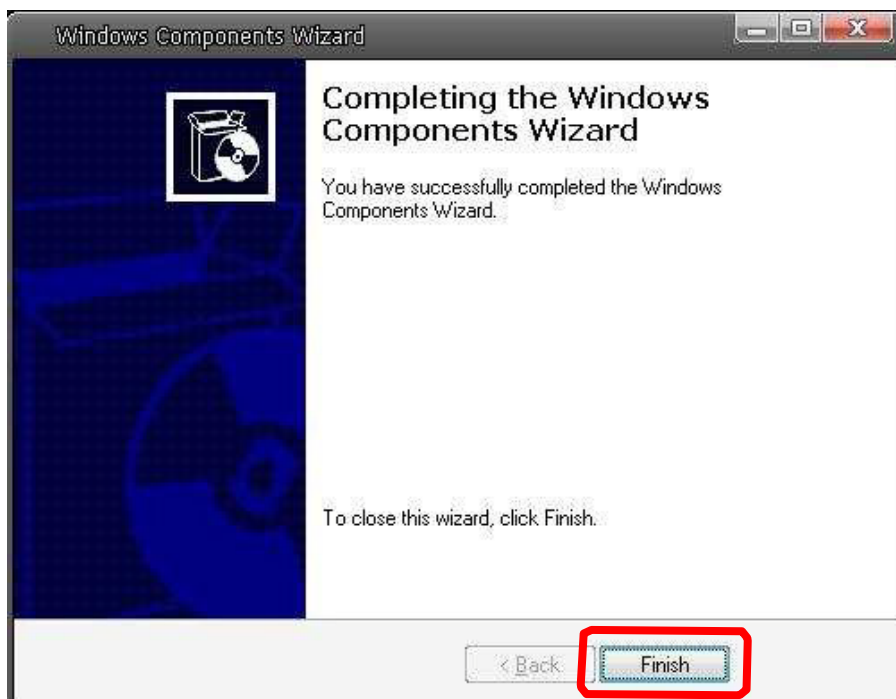 Windows Components Wizard
Completing the Windows
Components Wizard
You have successfully completed the Windows
Components Wizard.
To close this wizard, click Finish.
< Back
Finish